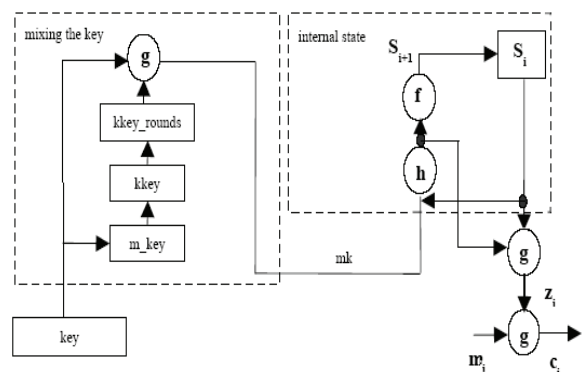 mixing the key
internal state
g
S i+1
S i
f
kkey_rounds
kkey
h
m_key
g
mk
z i
key
g
m i
c i